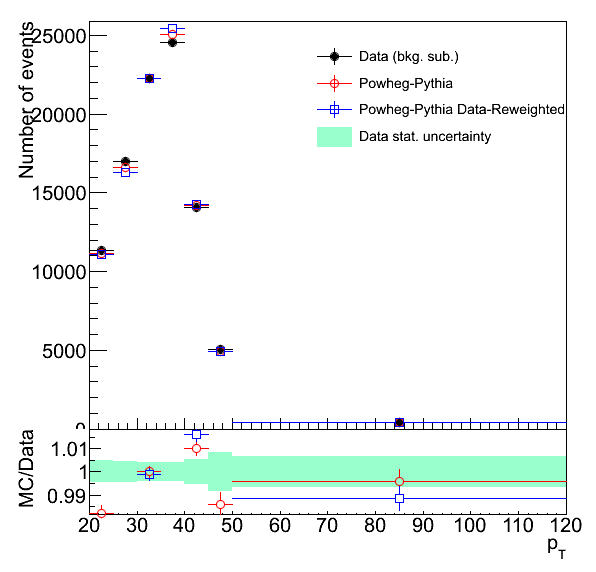 Number of events
25000
20000
15000
10000
5000
0
Data (bkg. sub.)
Powheg-Pythia
Powheg-Pythia Data-Reweighted
Data stat. uncertainty
MC/Data
1.01
1
0.99
20 30 40 50 60 70 80 90 100 110 120
pT